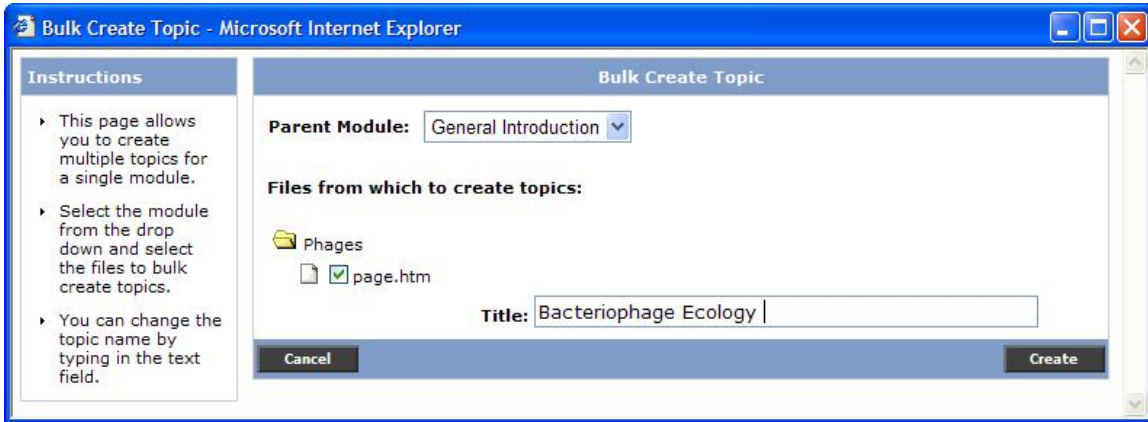 Bulk Create Topic - Microsoft Internet Explorer
Instructions
This page allows
you to create
multiple topics for
a single module.
Select the module
from the drop
down and select
the files to bulk
create topics.
You can change the
topic name by
typing in the text
field.
Bulk Create Topic
Parent Module: General Introduction
Files from which to create topics:
Phages
page.htm
Title: Bacteriophage Ecology
Cancel
Create